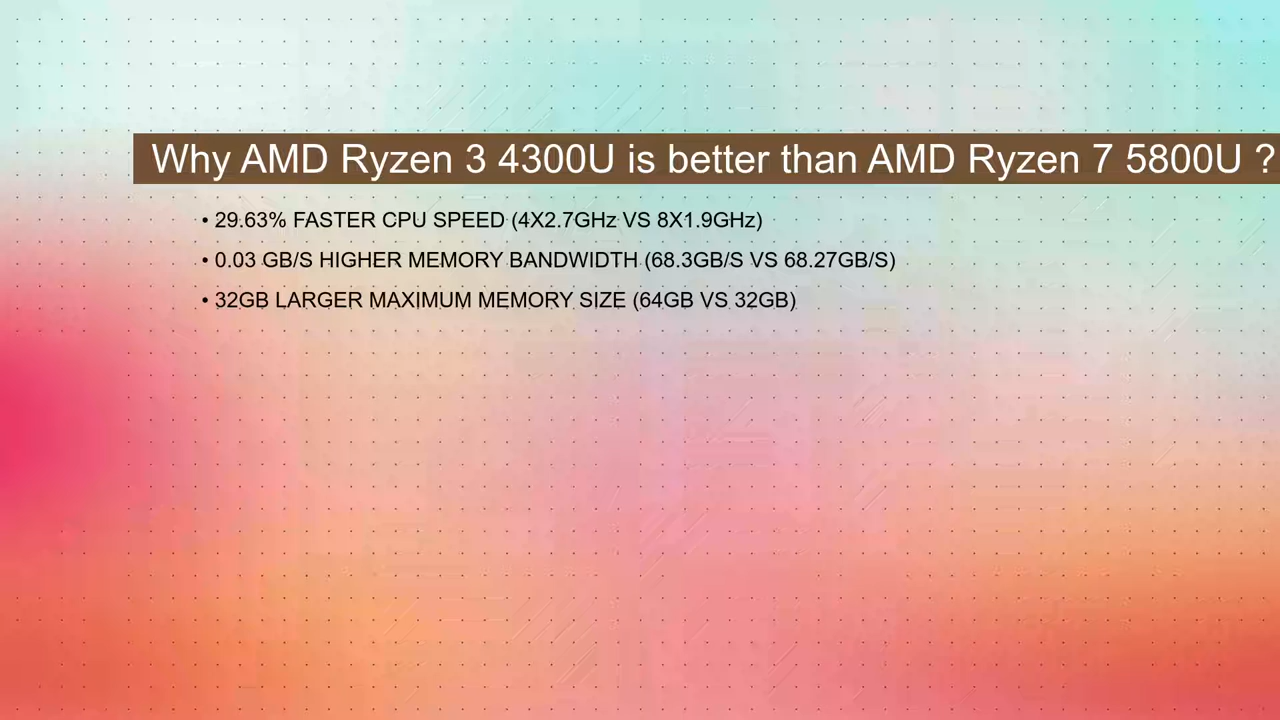 Why AMD Ryzen 3 4300U is better than AMD Ryzen 7 5800U ?
• 29.63% FASTER CPU SPEED (4X2.7GHz VS 8X1.9GHz)
• 0.03 GB/S HIGHER MEMORY BANDWIDTH (68.3GB/S VS 68.27GB/S)
• 32GB LARGER MAXIMUM MEMORY SIZE (64GB VS 32GB)